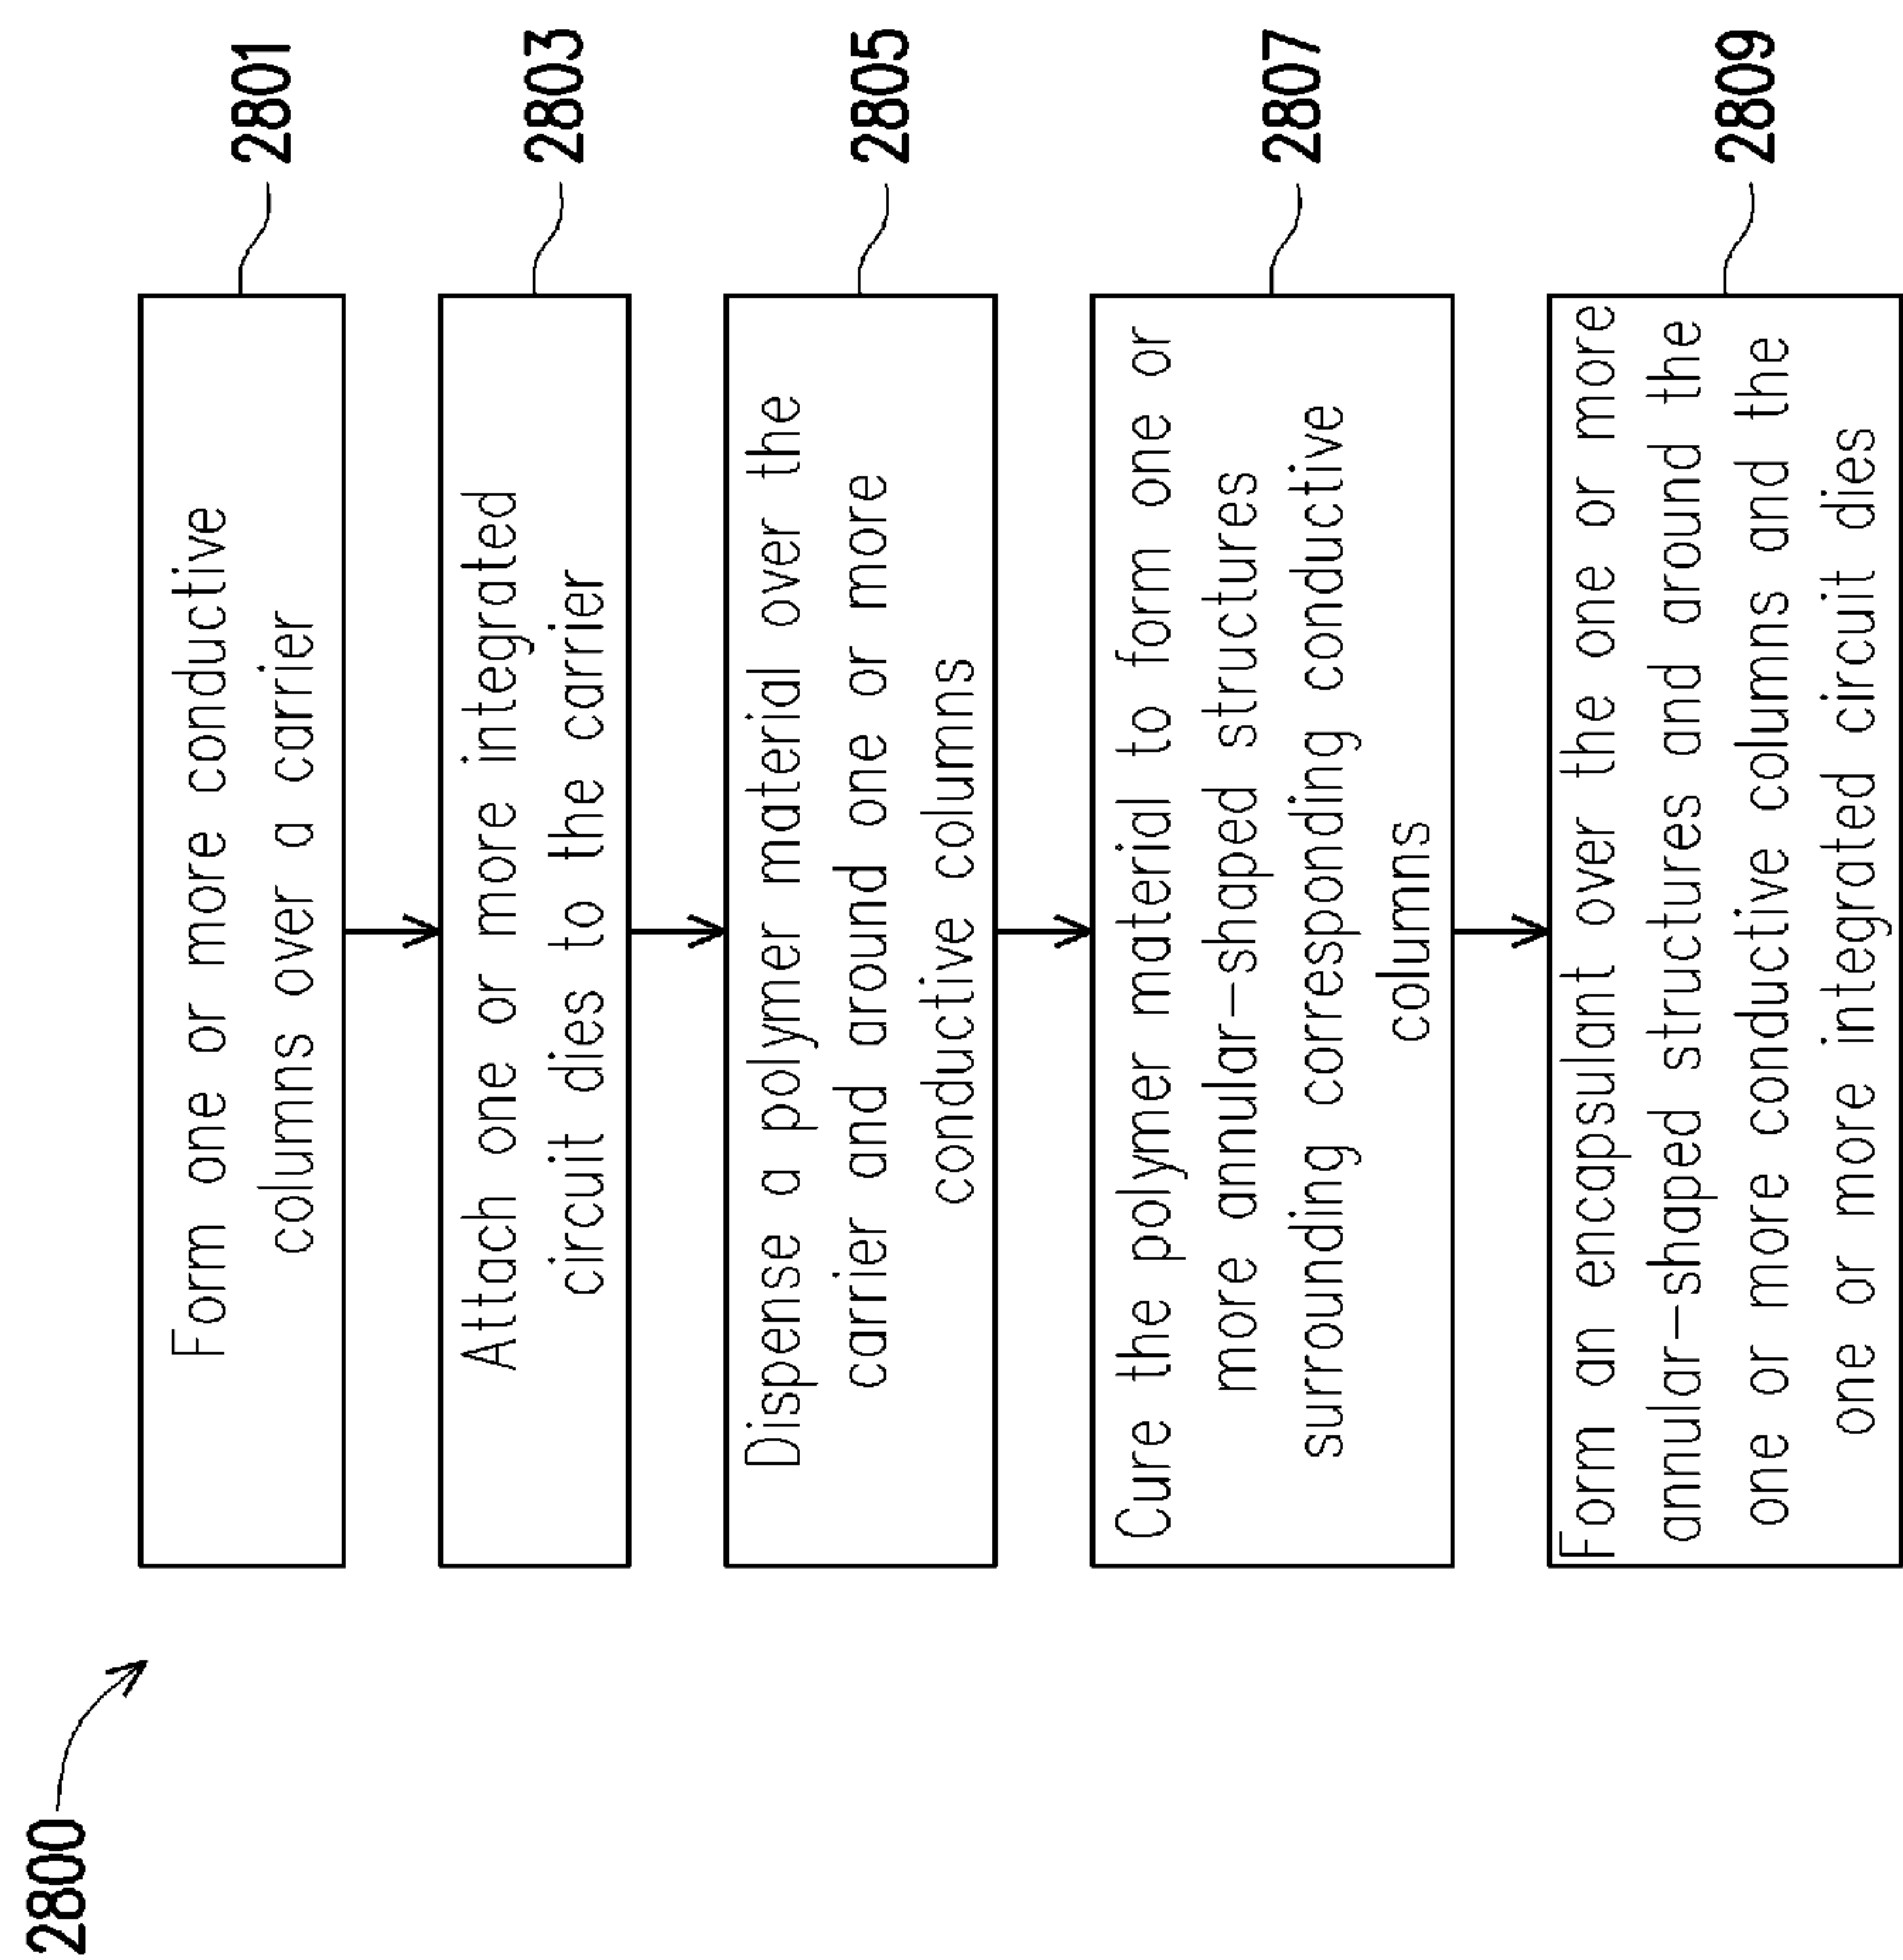 2800
Form one or more conductive
columns over a carrier
2801
Attach one or more integrated
circuit dies to the carrier
2803
Dispense a polymer material over the
carrier and around one or more
conductive columns
2805
Cure the polymer material to form one or
more annular-shaped structures
surrounding corresponding conductive
columns
2807
Form an encapsulant over the one or more
annular-shaped structures and around the
one or more conductive columns and the
one or more integrated circuit dies
2809